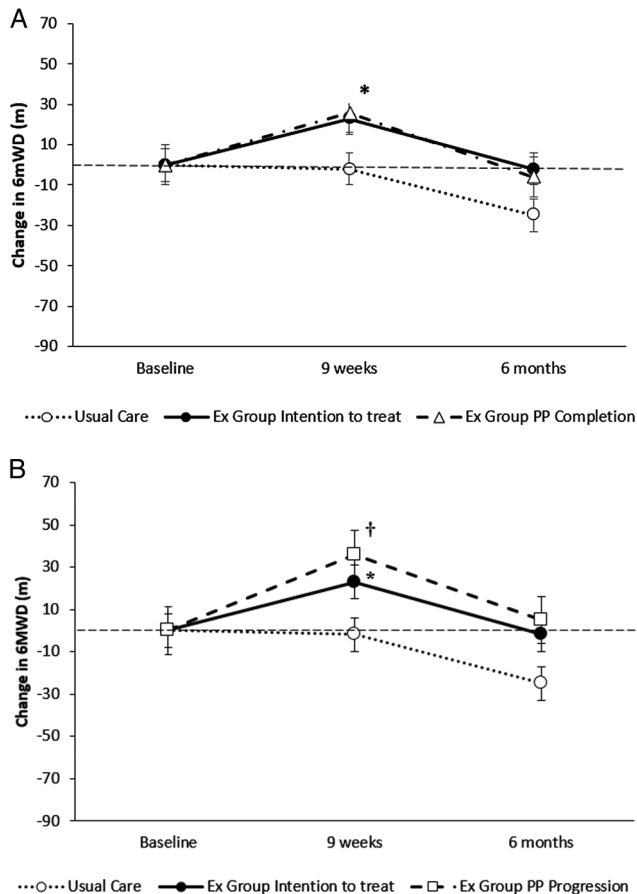 A
70
50
30
10
-10
-30
-50
-70
-90
Change in 6mWD (m)
*
Baseline 9 weeks 6 months
Usual Care Ex Group Intention to treat Ex Group PP Completion
B
70
50
30
10
-10
-30
-50
-70
-90
Change in 6MWD (m)
†
*
Baseline 9 weeks 6 months
Usual Care Ex Group Intention to treat Ex Group PP Progression